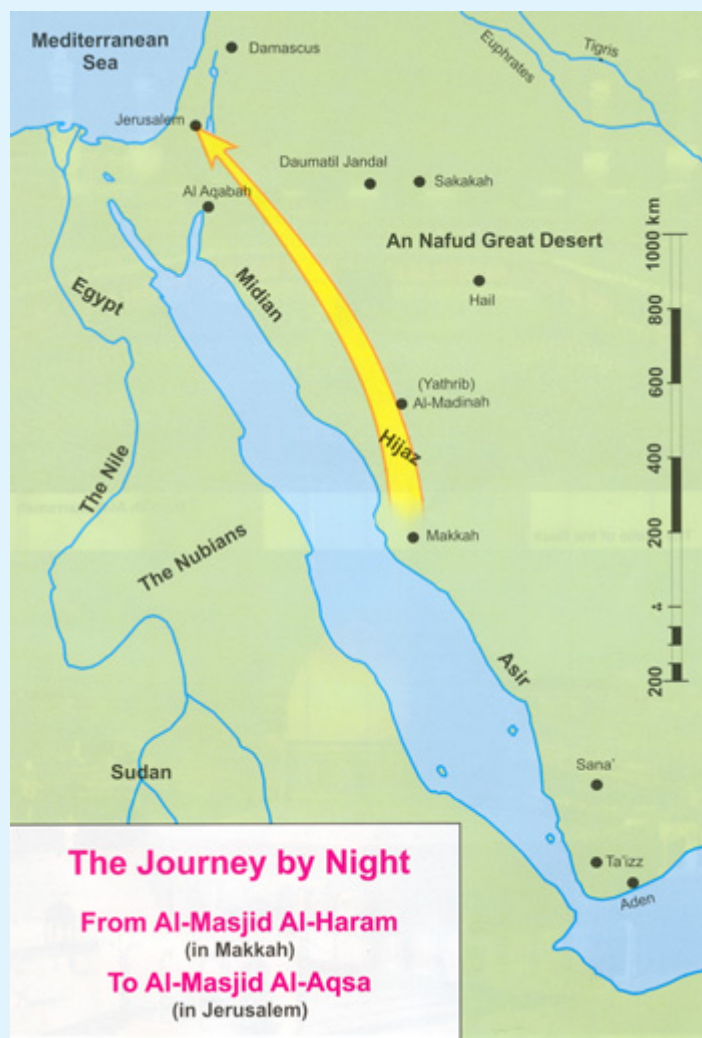 Mediterranean
Sea
Damascus
Euphrates
Tigris
Jerusalem
Daumatil Jandal
Sakakah
Al Aqabah
An Nafud Great Desert
Hail
Midian
Egypt
(Yathrib)
Al-Madinah
Hijaz
The Nile
Makkah
The Nubians
Asir
Sudan
Sana'
Ta'izz
Aden
1000 km
800
600
400
200
200
The Journey by Night
From Al-Masjid Al-Haram
(in Makkah)
To Al-Masjid Al-Aqsa
(in Jerusalem)